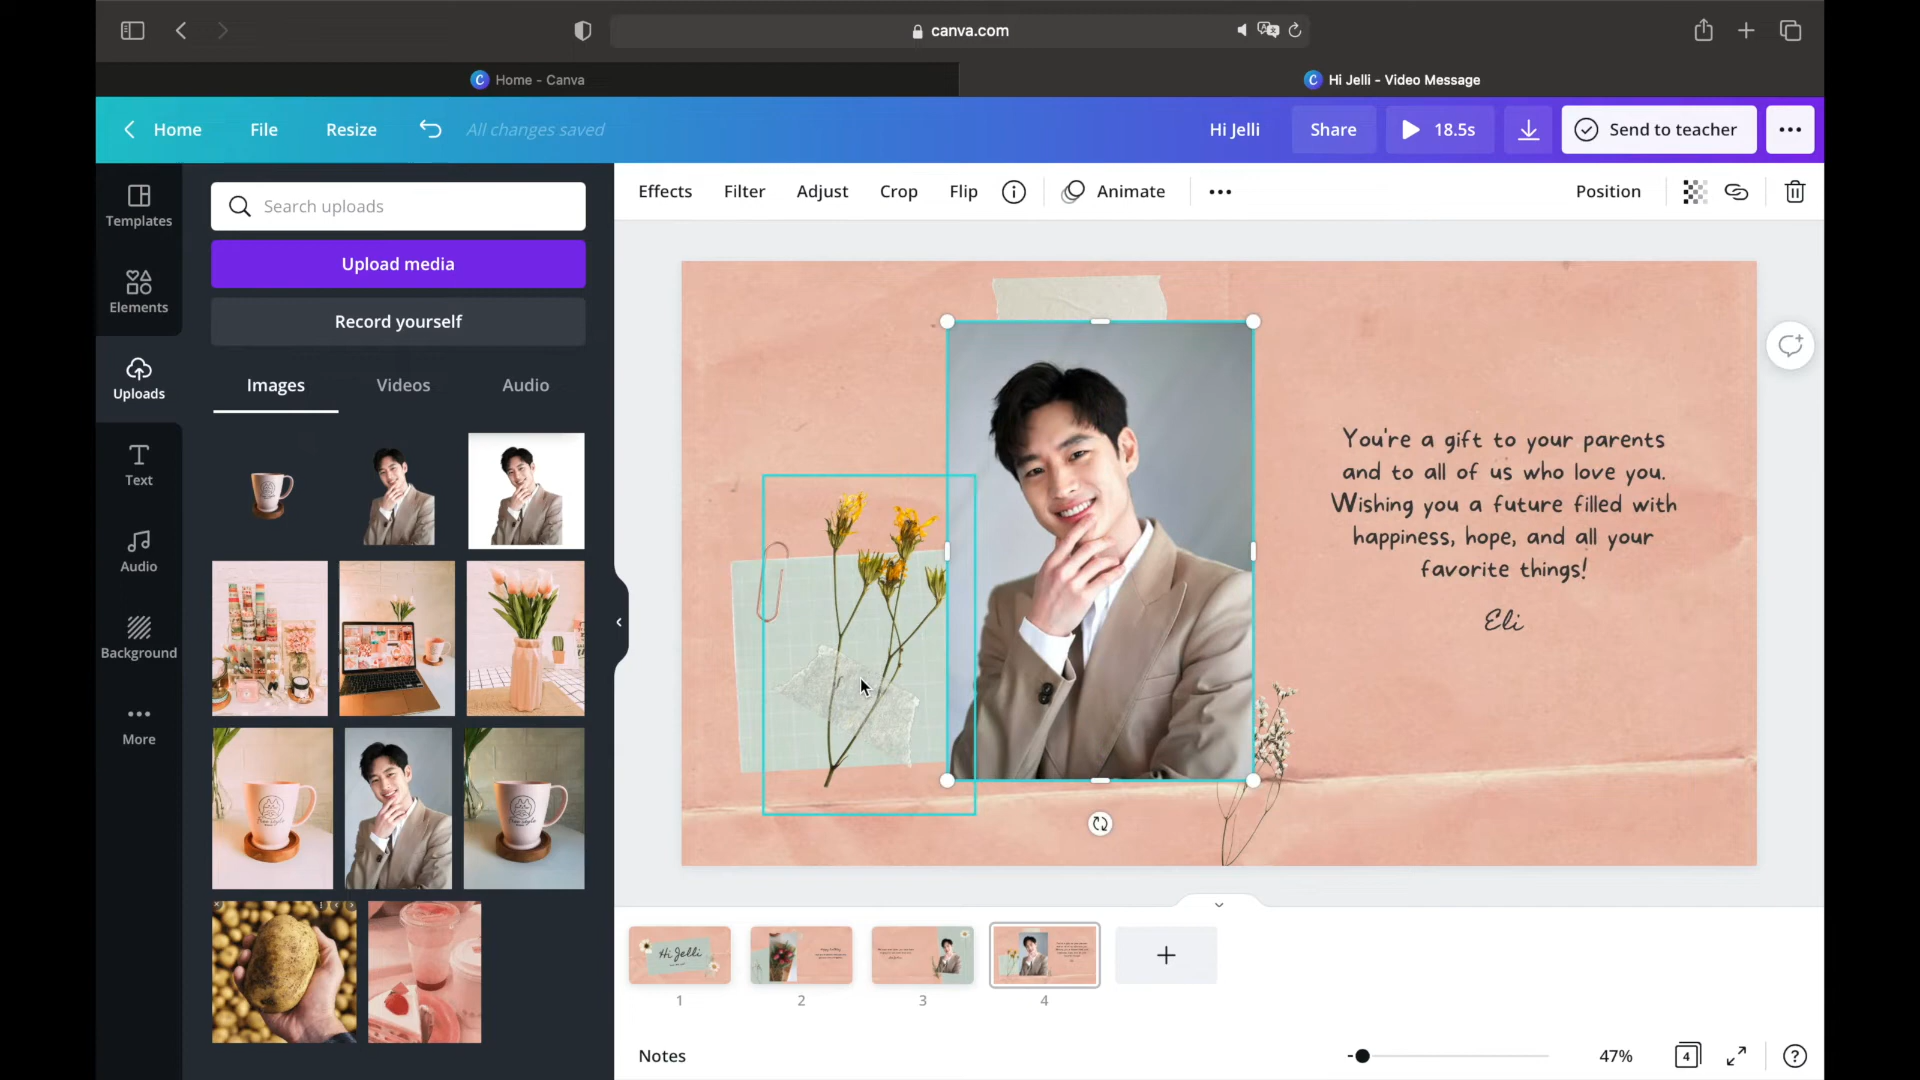 canva.com
Home - Canva
Hi Jelli - Video Message
Home
File
Resize
All changes saved
Hi Jelli
Share
18.5s
Send to teacher
Templates
Elements
Uploads
Text
Audio
Background
More
Search uploads
Upload media
Record yourself
Images
Videos
Audio
Effects
Filter
Adjust
Crop
Flip
Animate
Position
You're a gift to your parents
and to all of us who love you.
Wishing you a future filled with
happiness, hope, and all your
favorite things!
Eli
Hi Jelli
1
2
3
4
Notes
47%
4